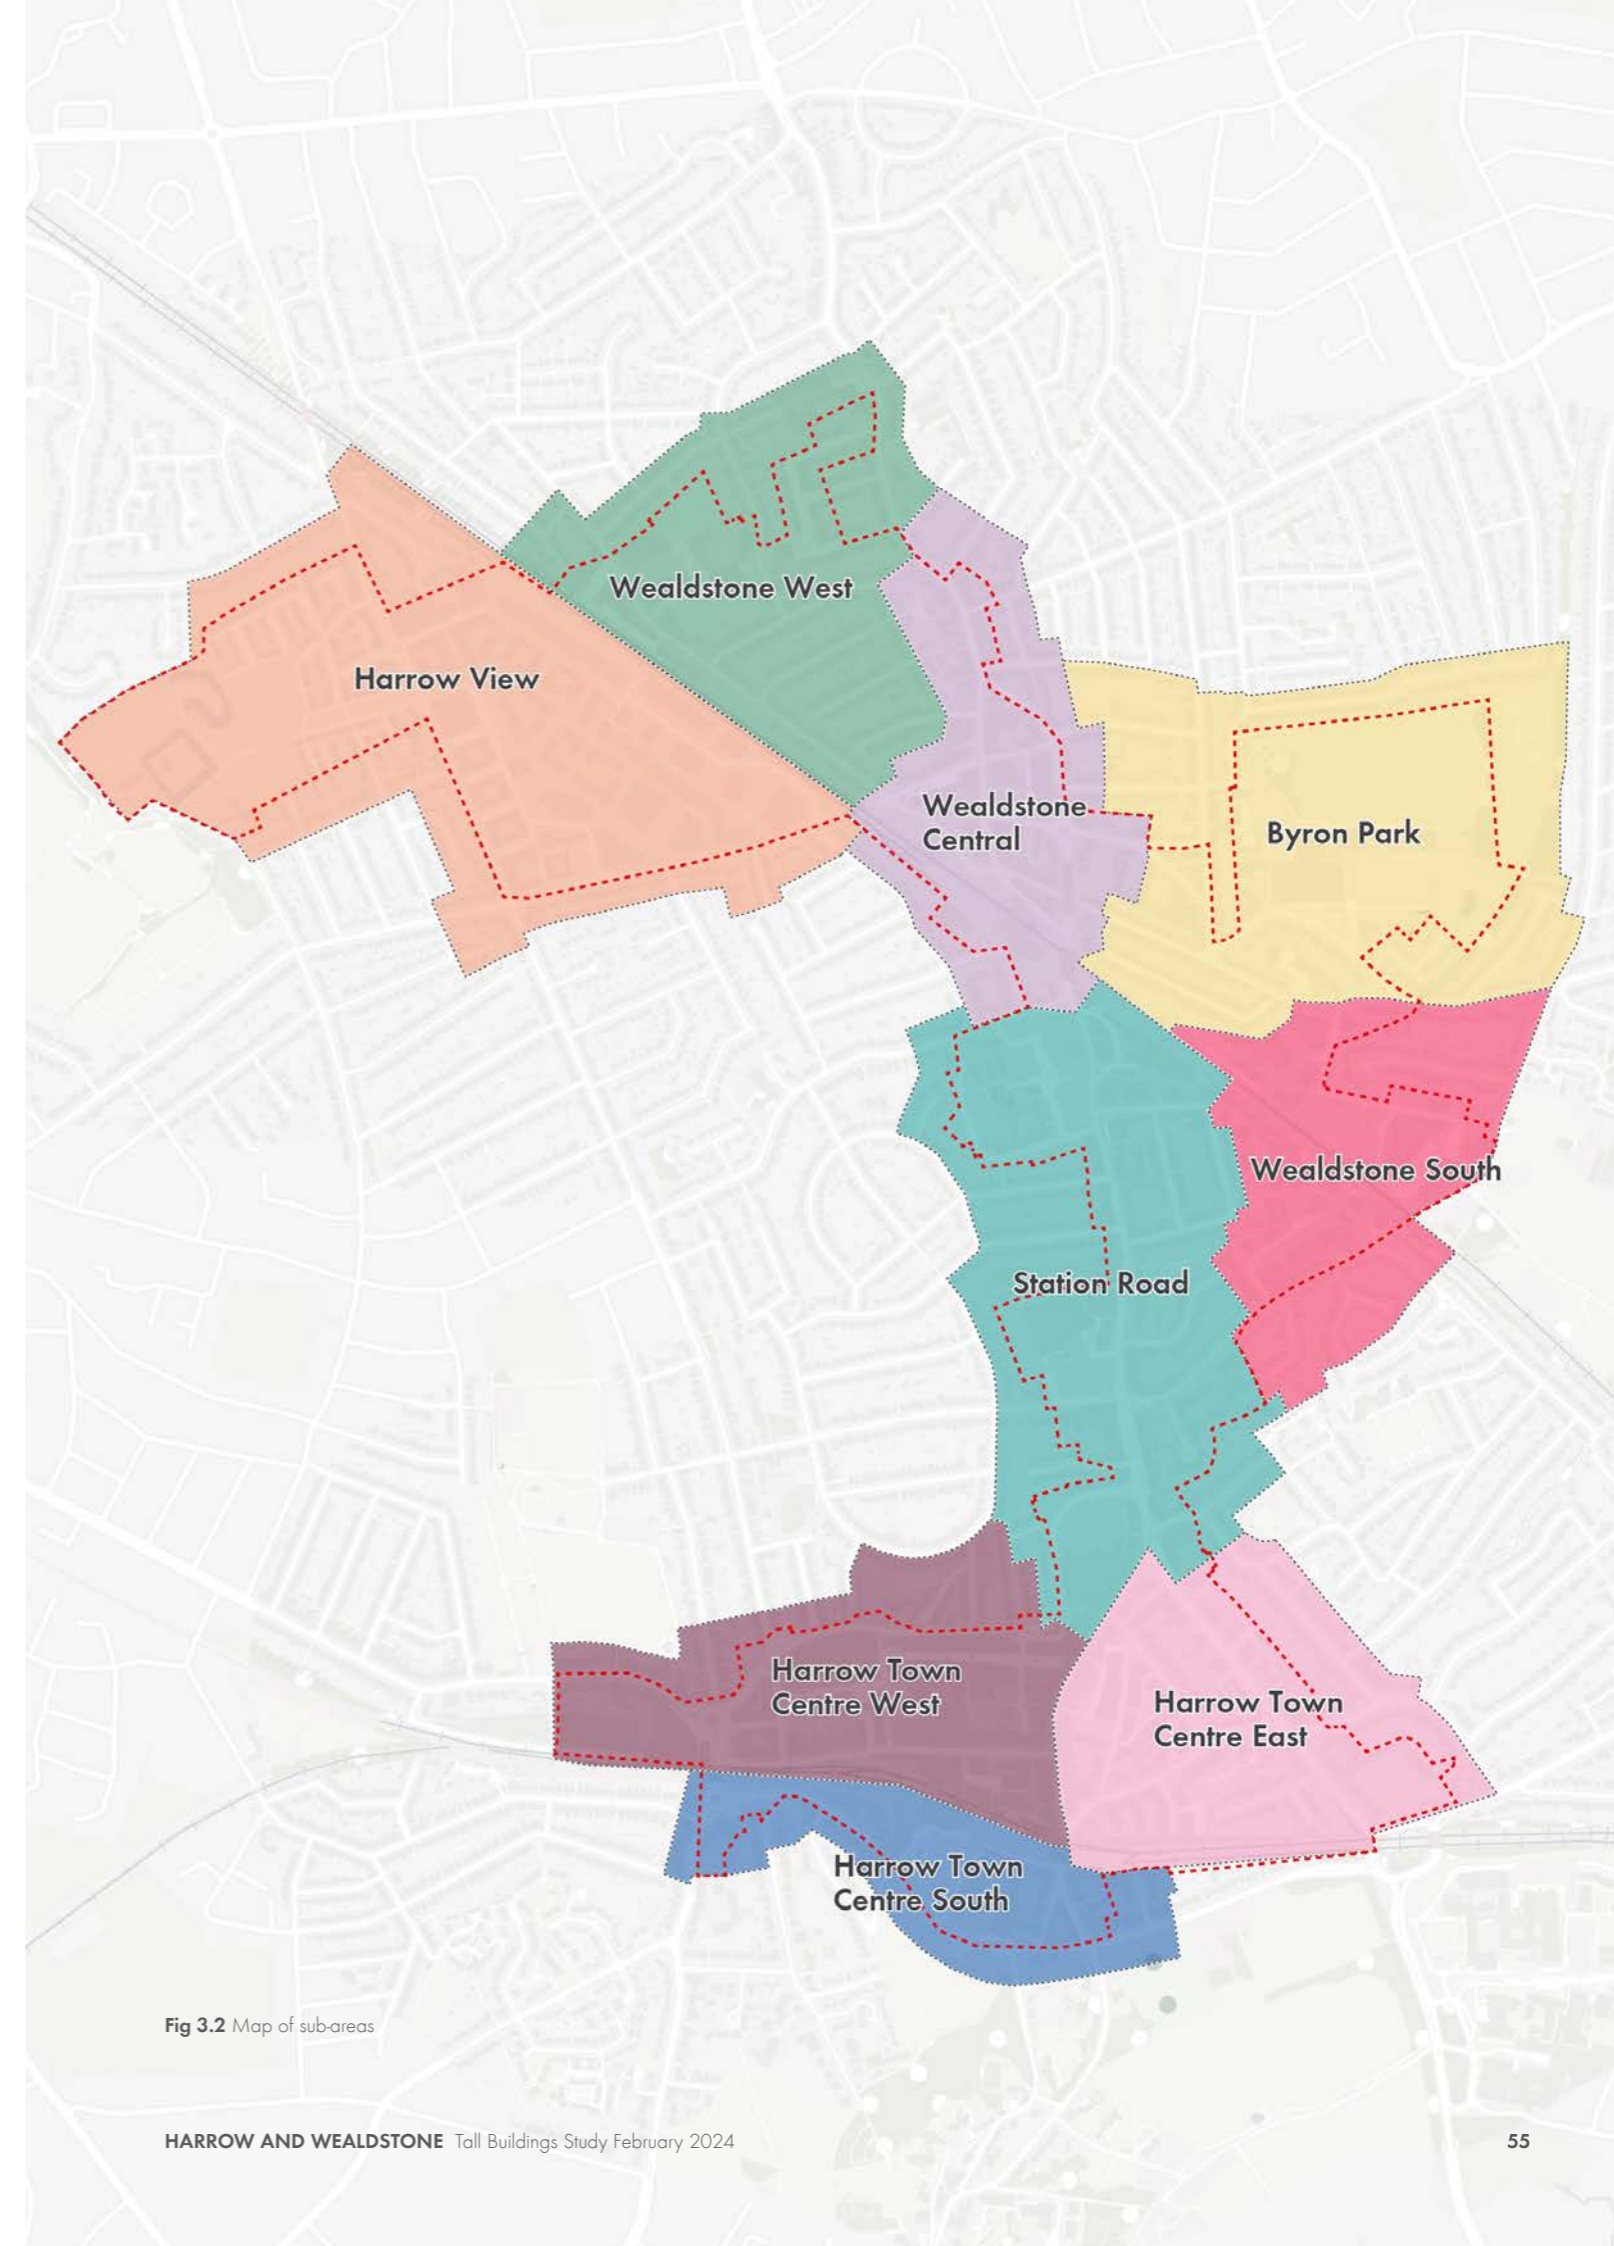 Wealdstone West
Harrow View
Wealdstone
Central
Byron Park
Wealdstone South
Station Road
Harrow Town
Centre West
Harrow Town
Centre East
Harrow Town
Centre South
Fig 3.2 Map of sub-areas
HARROW AND WEALDSTONE Tall Buildings Study February 2024
55